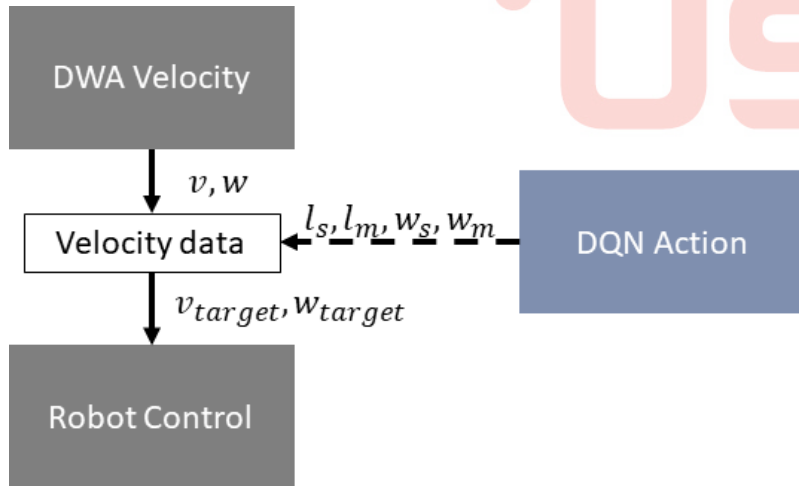 DWA Velocity
v, w
l_s, l_m, w_s, w_m
Velocity data
DQN Action
v_target, w_target
Robot Control